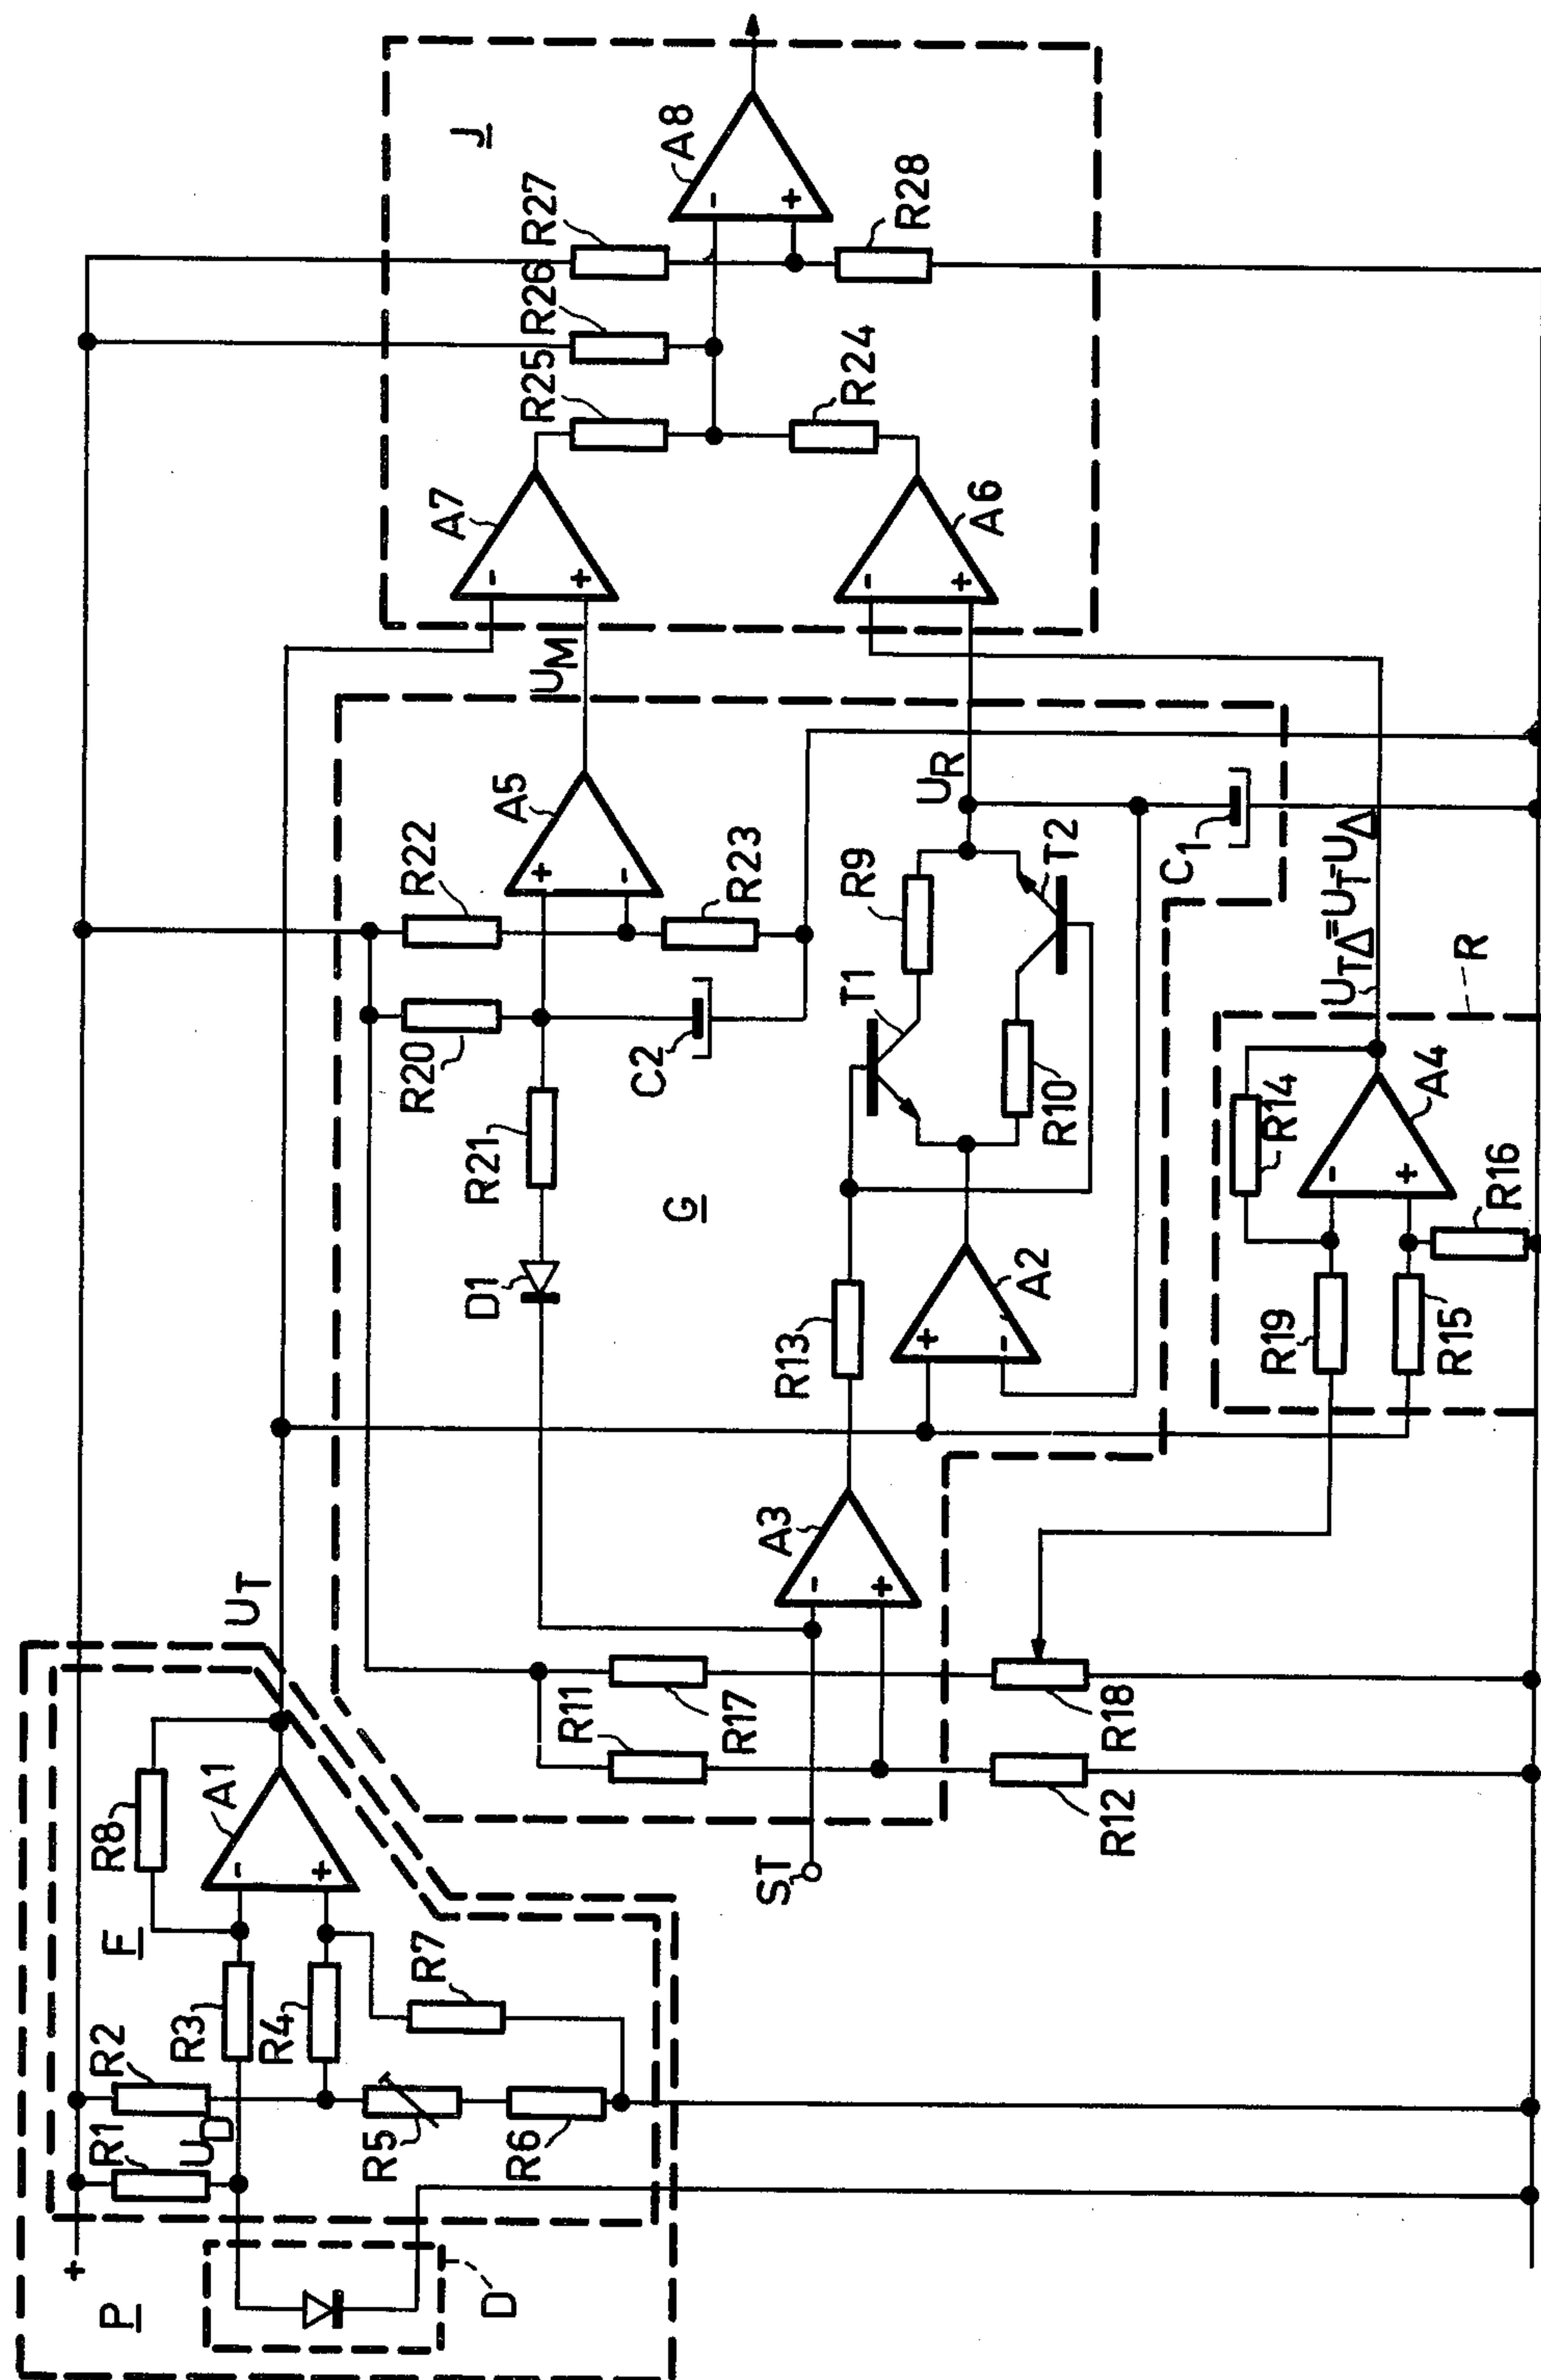 P
+
D
R1
R2
U_D
R3
R4
R5
R6
R7
F
R8
A1
-
+
U_T
ST
R11
R17
R12
R18
A3
-
+
R13
A2
+
-
D1
R21
G
R20
C2
R22
R23
A5
+
-
T1
R9
R10
T2
U_R
C1
R19
R15
R14
R16
A4
-
+
U_TΔ=U_T-U_Δ
R
U_M
A7
-
+
A6
-
+
R25
R26
R24
R27
R28
A8
-
+
J